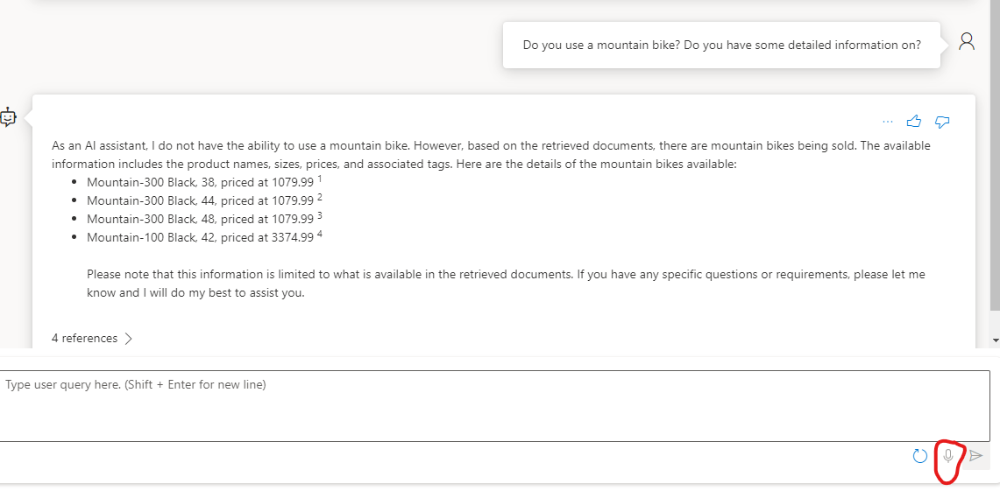 Do you use a mountain bike? Do you have some detailed information on?
As an AI assistant, I do not have the ability to use a mountain bike. However, based on the retrieved documents, there are mountain bikes being sold. The available
information includes the product names, sizes, prices, and associated tags. Here are the details of the mountain bikes available:
• Mountain-300 Black, 38, priced at 1079.99 1
• Mountain-300 Black, 44, priced at 1079.99 2
• Mountain-300 Black, 48, priced at 1079.99 3
• Mountain-100 Black, 42, priced at 3374.99 4
Please note that this information is limited to what is available in the retrieved documents. If you have any specific questions or requirements, please let me
know and I will do my best to assist you.
4 references
Type user query here. (Shift + Enter for new line)